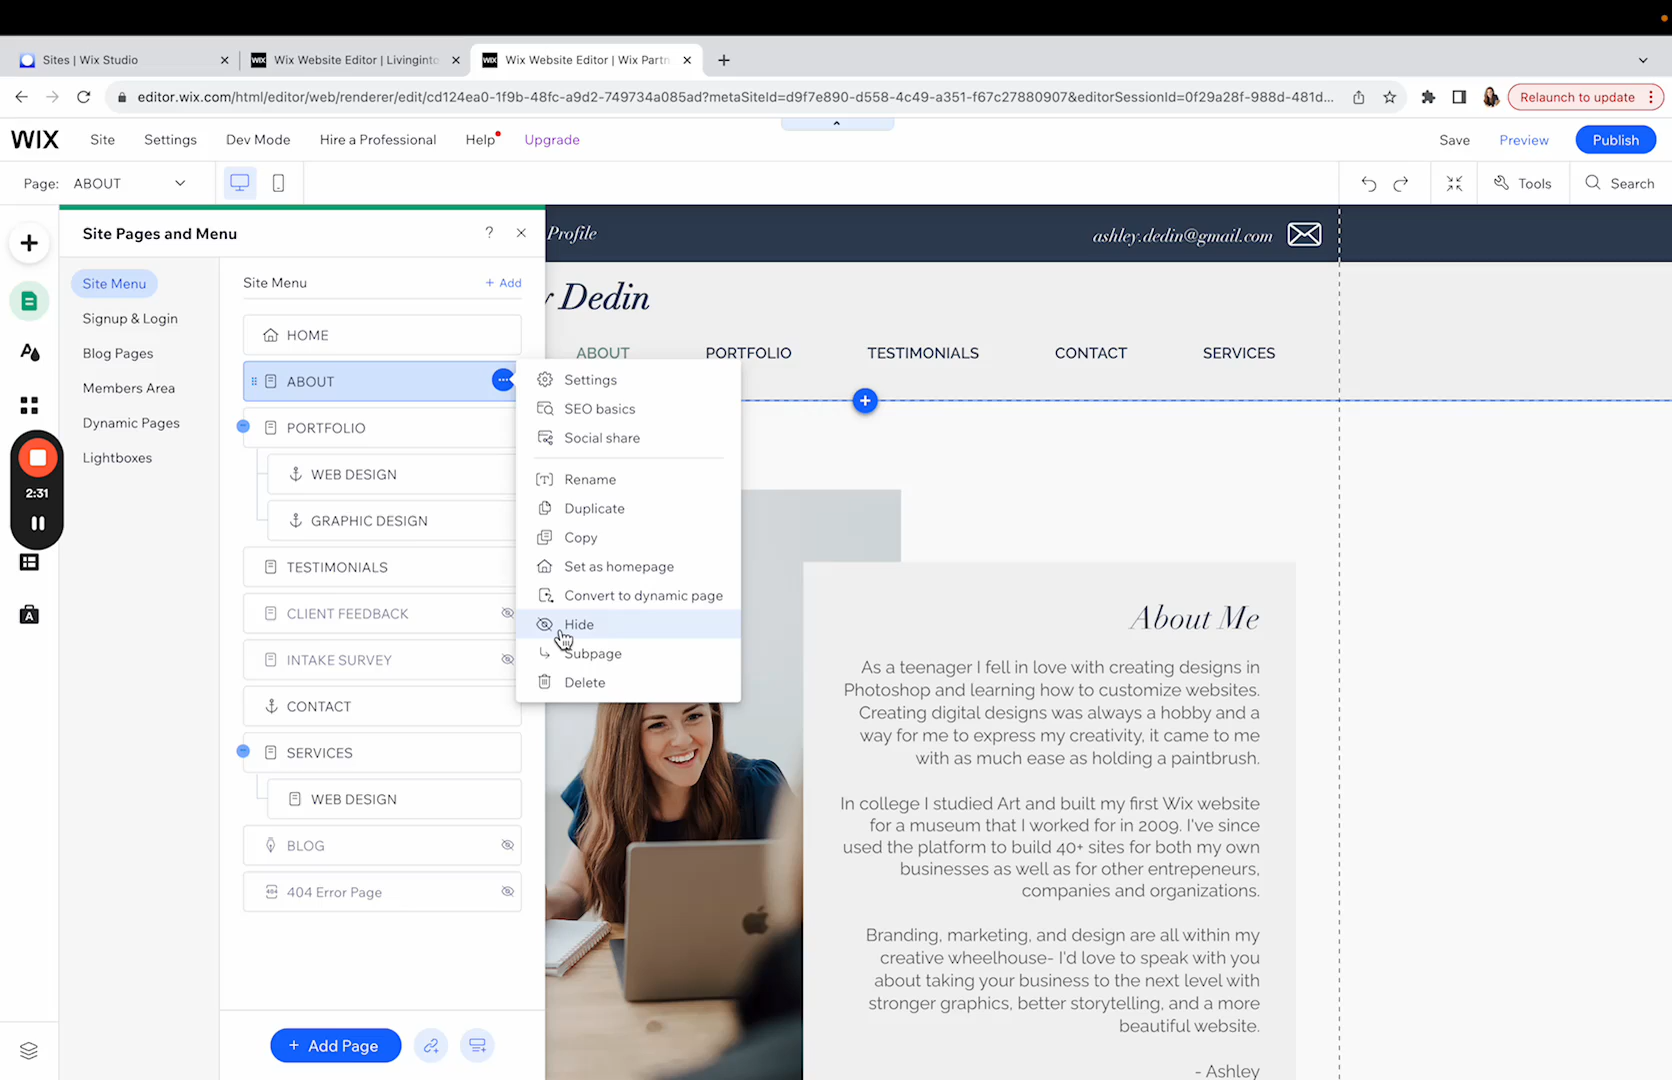 Sites | Wix Studio
WIX
Wix Website Editor | Livinginto
WIX
Wix Website Editor | Wix Partn
editor.wix.com/html/editor/web/renderer/edit/cd124ea0-1f9b-48fc-a9d2-749734a085ad?metaSiteId=d9f7e890-d558-4c49-a351-f67c27880907&editorSessionId=0f29a28f-988d-481d...
Relaunch to update
WIX
Site
Settings
Dev Mode
Hire a Professional
Help
Upgrade
Save
Preview
Publish
Page: ABOUT
Tools
Search
Site Pages and Menu
?
Site Menu
Signup & Login
Blog Pages
Members Area
Dynamic Pages
Lightboxes
2:31
A
Site Menu
+ Add
HOME
ABOUT
PORTFOLIO
WEB DESIGN
GRAPHIC DESIGN
TESTIMONIALS
CLIENT FEEDBACK
INTAKE SURVEY
CONTACT
SERVICES
WEB DESIGN
BLOG
404 Error Page
+ Add Page
Settings
SEO basics
Social share
Rename
Duplicate
Copy
Set as homepage
Convert to dynamic page
Hide
Subpage
Delete
Profile
ashley.dedin@gmail.com
Dedin
ABOUT
PORTFOLIO
TESTIMONIALS
CONTACT
SERVICES
About Me
As a teenager I fell in love with creating designs in
Photoshop and learning how to customize websites.
Creating digital designs was always a hobby and a
way for me to express my creativity, it came to me
with as much ease as holding a paintbrush.
In college I studied Art and built my first Wix website
for a museum that I worked for in 2009. I've since
used the platform to build 40+ sites for both my own
businesses as well as for other entrepeneurs,
companies and organizations.
Branding, marketing, and design are all within my
creative wheelhouse- I'd love to speak with you
about taking your business to the next level with
stronger graphics, better storytelling, and a more
beautiful website.
- Ashley